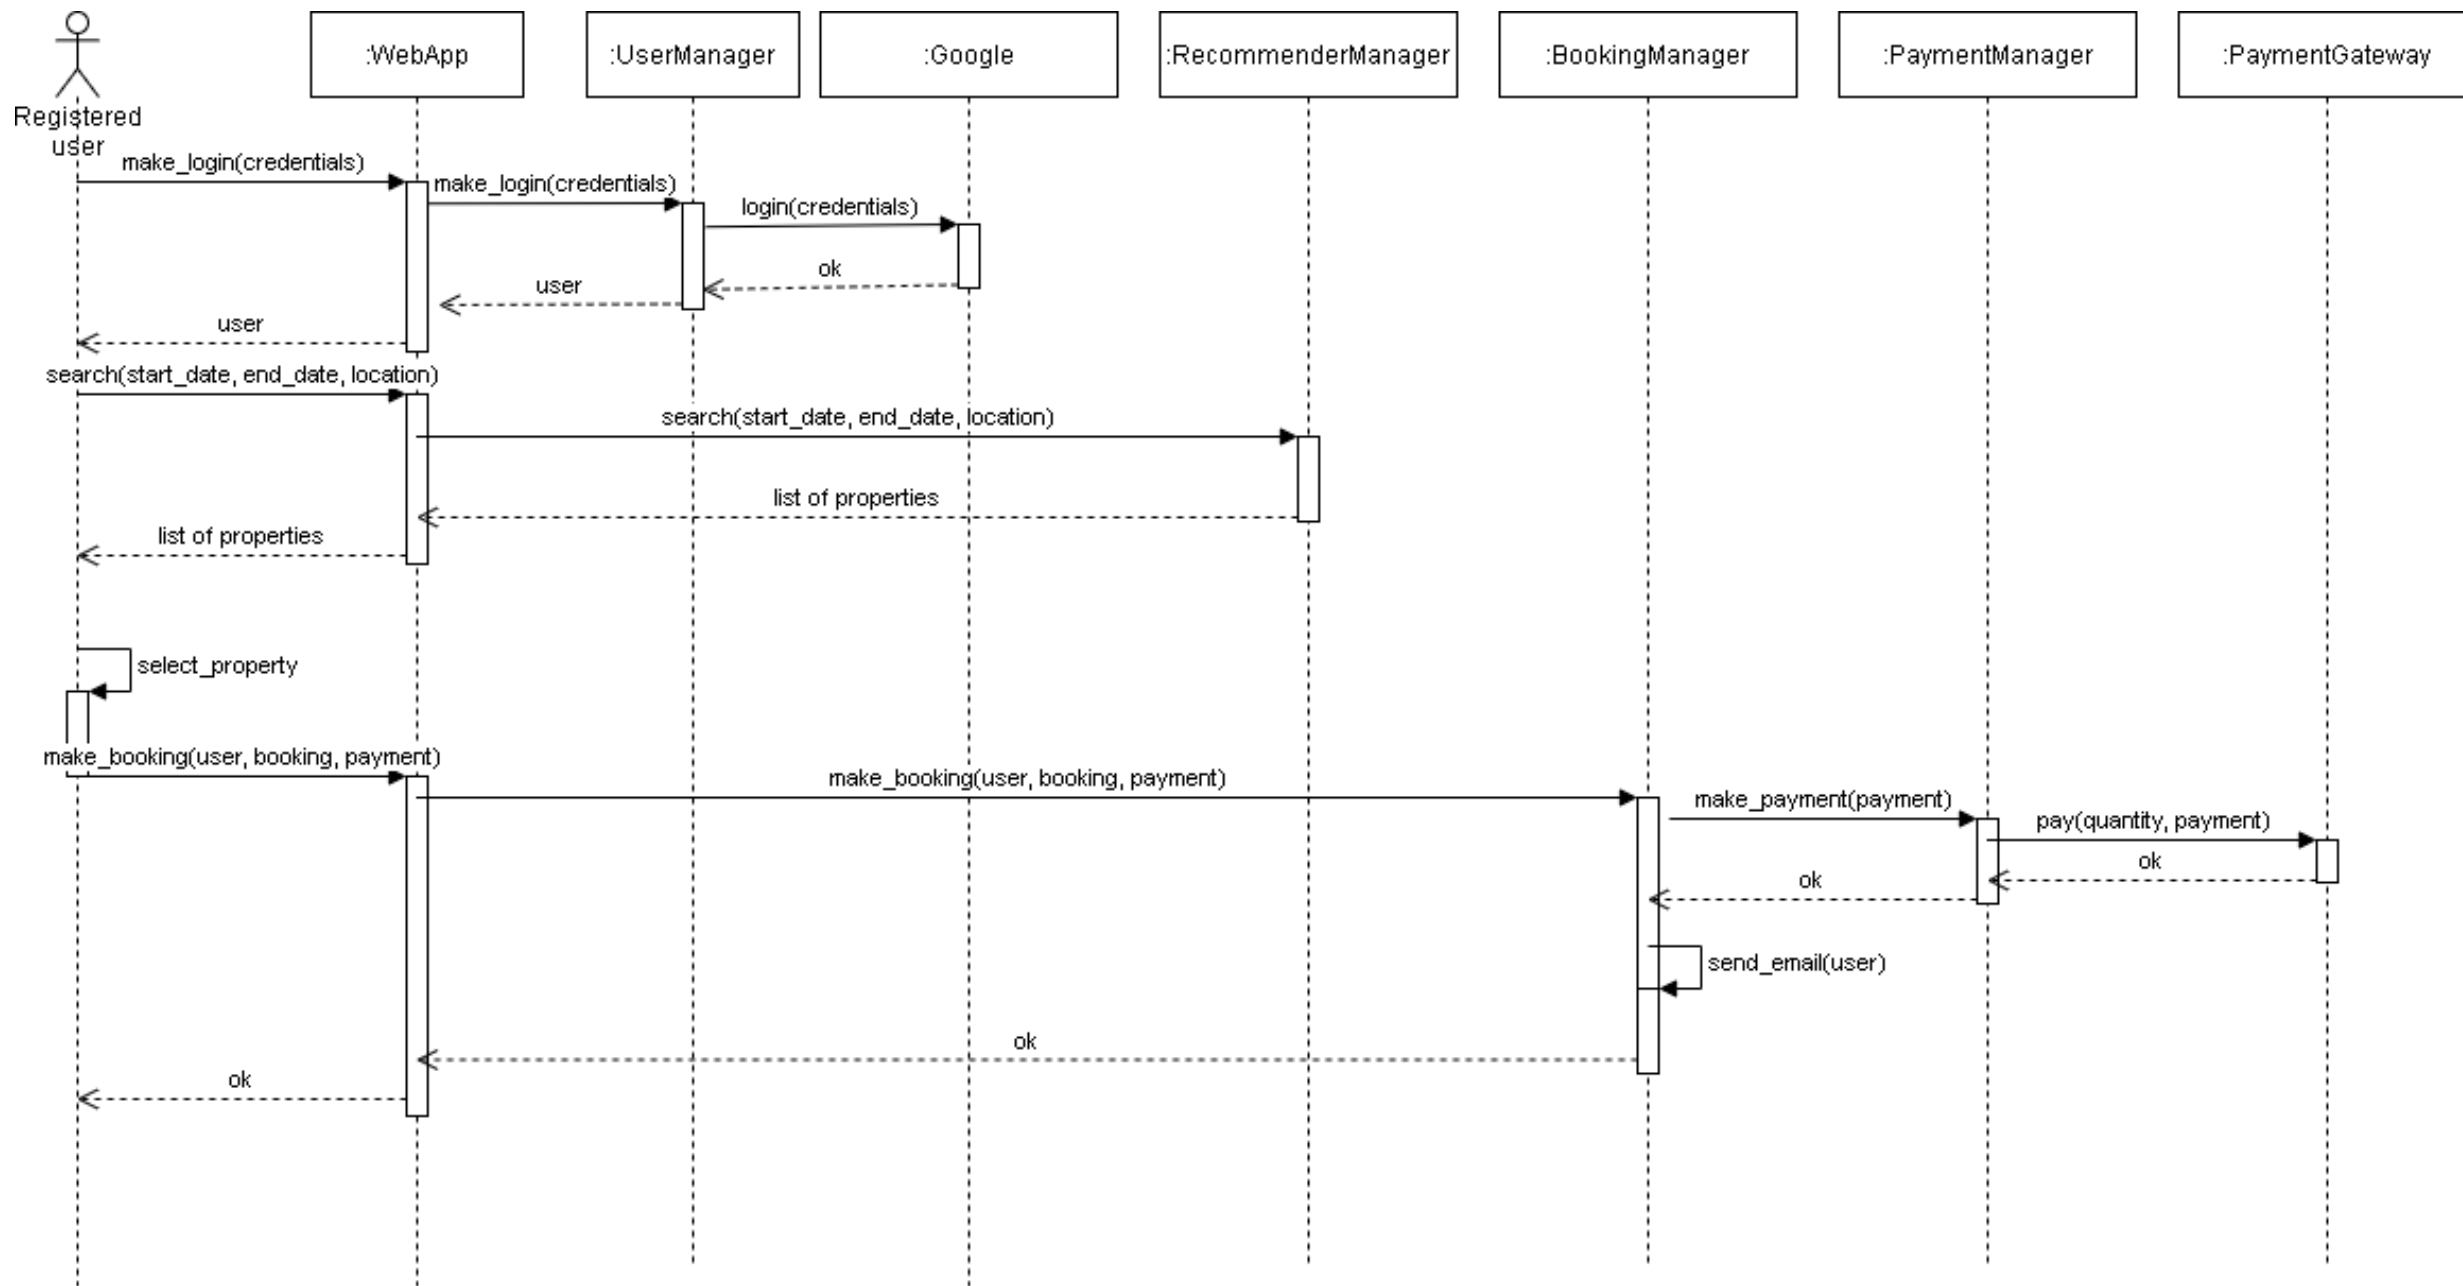 :WebApp
:UserManager
:Google
:RecommenderManager
:BookingManager
:PaymentManager
:PaymentGateway
Registered
user
make_login(credentials)
make_login(credentials)
login(credentials)
ok
user
user
search(start_date, end_date, location)
search(start_date, end_date, location)
list of properties
list of properties
select_property
make_booking(user, booking, payment)
make_booking(user, booking, payment)
make_payment(payment)
pay(quantity, payment)
ok
ok
send_email(user)
ok
ok